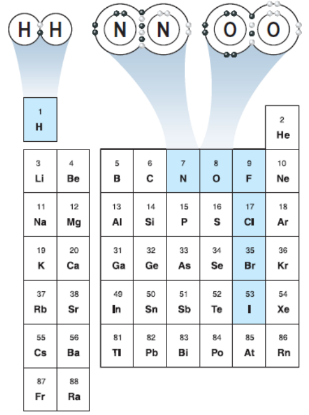 H H N N O O
1
H
2
He
3 4 5 6 7 8 9 10
Li Be B C N O F Ne
11 12 13 14 15 16 17 18
Na Mg Al Si P S Cl Ar
19 20 31 32 33 34 35 36
K Ca Ga Ge As Se Br Kr
37 38 49 50 51 52 53 54
Rb Sr In Sn Sb Te I Xe
55 56 81 82 83 84 85 86
Cs Ba Tl Pb Bi Po At Rn
87 88
Fr Ra